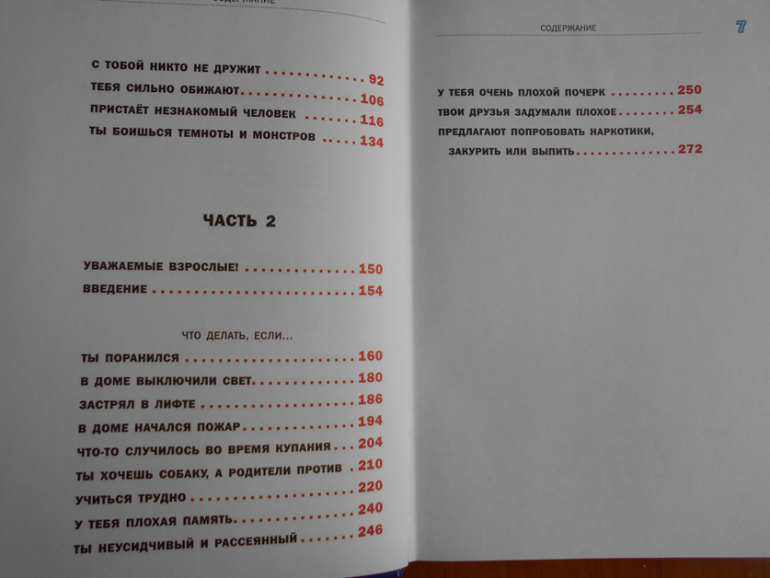 СОДЕРЖАНИЕ
С ТОБОЙ НИКТО НЕ ДРУЖИТ . . . . . . . . . . . . 92
ТЕБЯ СИЛЬНО ОБИЖАЮТ. . . . . . . . . . . . . . 106
ПРИСТАЁТ НЕЗНАКОМЫЙ ЧЕЛОВЕК . . . . . . . 116
ТЫ БОИШЬСЯ ТЕМНОТЫ И МОНСТРОВ . . . . . 134
ЧАСТЬ 2
УВАЖАЕМЫЕ ВЗРОСЛЫЕ! . . . . . . . . . . . . . . 150
ВВЕДЕНИЕ . . . . . . . . . . . . . . . . . . . . . . . . . 154
ЧТО ДЕЛАТЬ, ЕСЛИ...
ТЫ ПОРАНИЛСЯ . . . . . . . . . . . . . . . . . . . . . 160
В ДОМЕ ВЫКЛЮЧИЛИ СВЕТ. . . . . . . . . . . . . 180
ЗАСТРЯЛ В ЛИФТЕ . . . . . . . . . . . . . . . . . . . 186
В ДОМЕ НАЧАЛСЯ ПОЖАР . . . . . . . . . . . . . . 194
ЧТО-ТО СЛУЧИЛОСЬ ВО ВРЕМЯ КУПАНИЯ . . . 204
ТЫ ХОЧЕШЬ СОБАКУ, А РОДИТЕЛИ ПРОТИВ . 210
УЧИТЬСЯ ТРУДНО . . . . . . . . . . . . . . . . . . . . 220
У ТЕБЯ ПЛОХАЯ ПАМЯТЬ. . . . . . . . . . . . . . . 240
ТЫ НЕУСИДЧИВЫЙ И РАССЕЯННЫЙ . . . . . . . 246
СОДЕРЖАНИЕ 7
У ТЕБЯ ОЧЕНЬ ПЛОХОЙ ПОЧЕРК . . . . . . . . 250
ТВОИ ДРУЗЬЯ ЗАДУМАЛИ ПЛОХОЕ . . . . . . . 254
ПРЕДЛАГАЮТ ПОПРОБОВАТЬ НАРКОТИКИ,
ЗАКУРИТЬ ИЛИ ВЫПИТЬ . . . . . . . . . . . . . 272